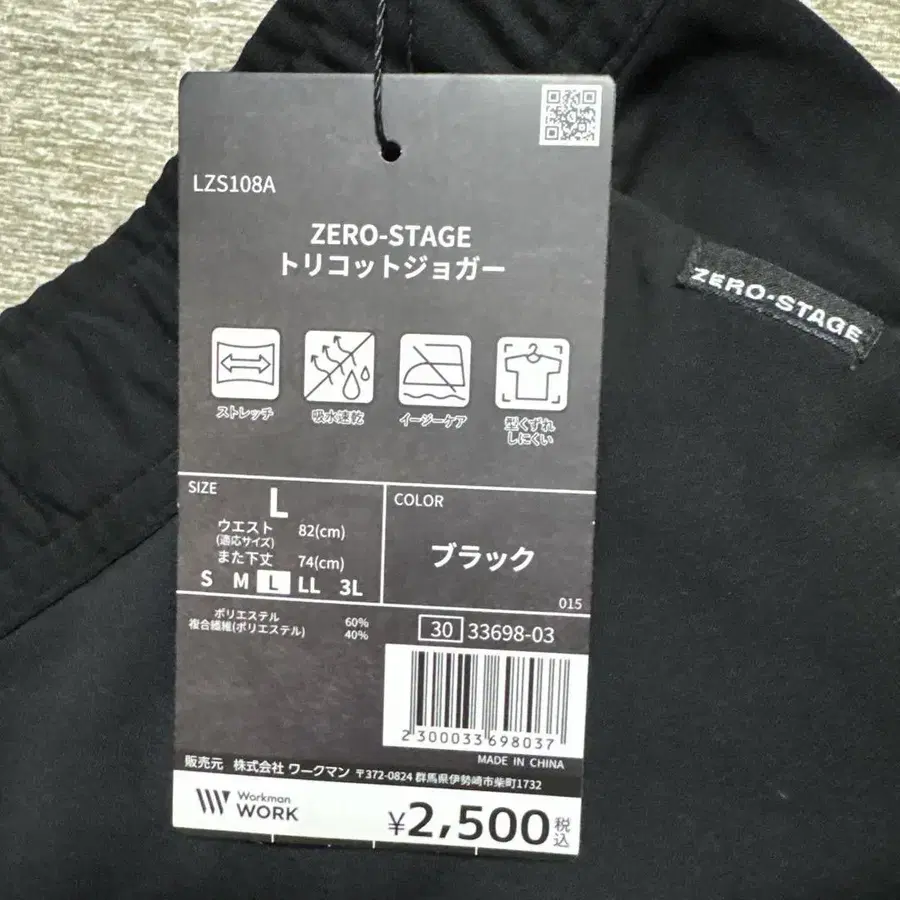 LZS108A
ZERO-STAGE
トリコットジョガー
ZERO-STAGE
ストレッチ
吸水速乾
イージーケア
型くずれ
しにくい
SIZE
L
ウエスト 82(cm)
(適応サイズ)
また下丈 74(cm)
S M L LL 3L
COLOR
ブラック
015
ポリエステル 60%
複合繊維(ポリエステル) 40%
30 33698-03
2300033698037
MADE IN CHINA
販売元 株式会社 ワークマン 〒372-0824 群馬県伊勢崎市柴町1732
Workman
WORK
¥2,500税込